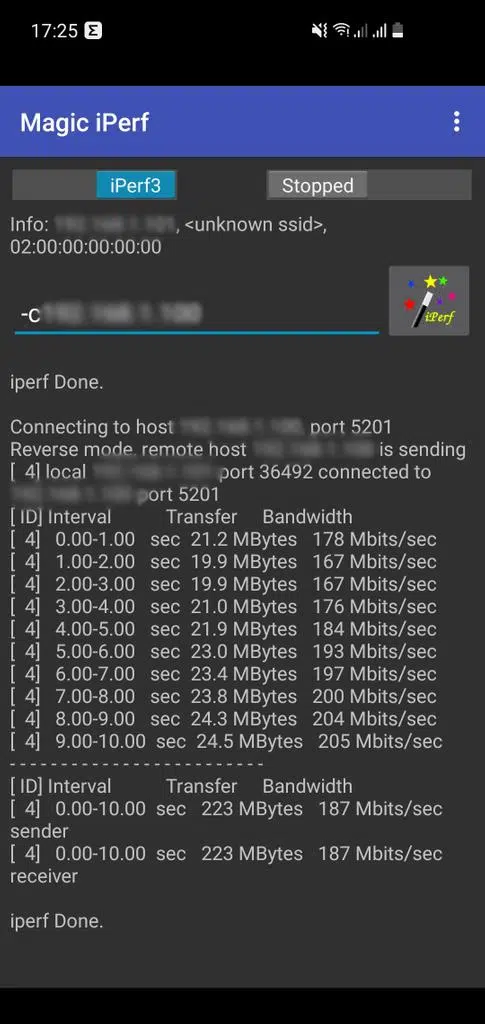 17:25 Σ
Magic iPerf
iPerf3
Stopped
Info: , <unknown ssid>,
02:00:00:00:00:00
-c
iPerf
iperf Done.
Connecting to host , port 5201
Reverse mode, remote host is sending
[ 4] local port 36492 connected to
port 5201
[ ID] Interval Transfer Bandwidth
[ 4] 0.00-1.00 sec 21.2 MBytes 178 Mbits/sec
[ 4] 1.00-2.00 sec 19.9 MBytes 167 Mbits/sec
[ 4] 2.00-3.00 sec 19.9 MBytes 167 Mbits/sec
[ 4] 3.00-4.00 sec 21.0 MBytes 176 Mbits/sec
[ 4] 4.00-5.00 sec 21.9 MBytes 184 Mbits/sec
[ 4] 5.00-6.00 sec 23.0 MBytes 193 Mbits/sec
[ 4] 6.00-7.00 sec 23.4 MBytes 197 Mbits/sec
[ 4] 7.00-8.00 sec 23.8 MBytes 200 Mbits/sec
[ 4] 8.00-9.00 sec 24.3 MBytes 204 Mbits/sec
[ 4] 9.00-10.00 sec 24.5 MBytes 205 Mbits/sec
- - - - - - - - - - - - - - - - - - - - - - - - -
[ ID] Interval Transfer Bandwidth
[ 4] 0.00-10.00 sec 223 MBytes 187 Mbits/sec
sender
[ 4] 0.00-10.00 sec 223 MBytes 187 Mbits/sec
receiver
iperf Done.